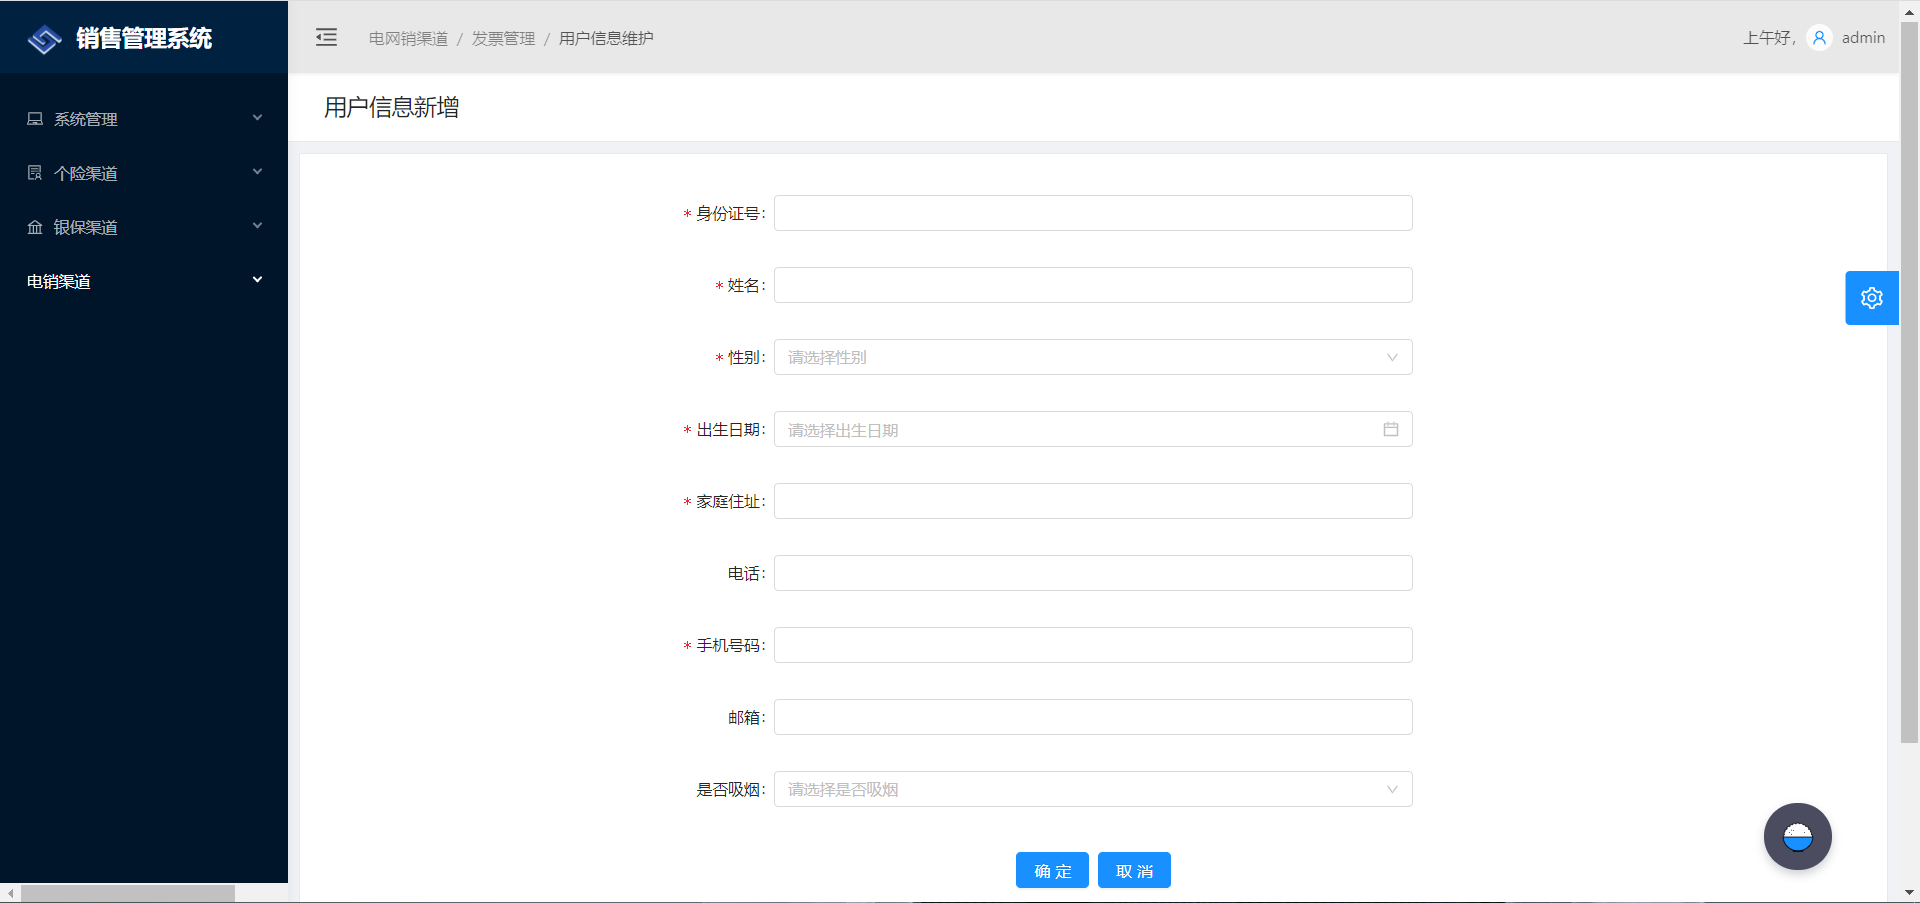 销售管理系统
电网销渠道 / 发票管理 / 用户信息维护
上午好, admin
系统管理
个险渠道
银保渠道
电销渠道
用户信息新增
* 身份证号:
* 姓名:
* 性别: 请选择性别
* 出生日期: 请选择出生日期
* 家庭住址:
电话:
* 手机号码:
邮箱:
是否吸烟: 请选择是否吸烟
确 定 取 消